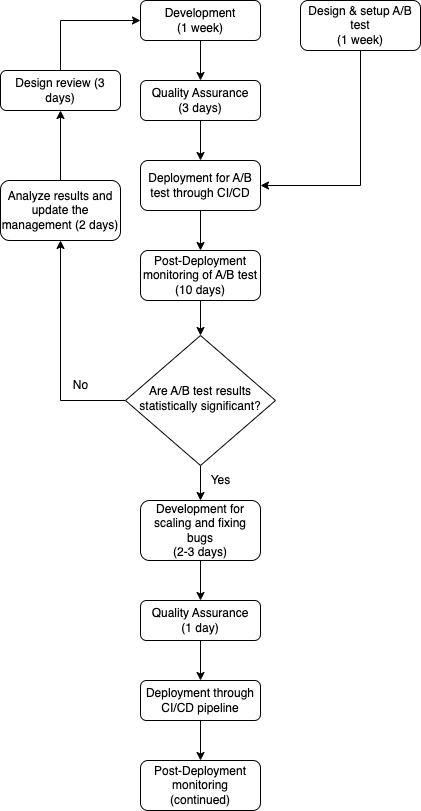 Development
(1 week)
Design & setup A/B
test
(1 week)
Design review (3
days)
Quality Assurance
(3 days)
Deployment for A/B
test through CI/CD
Analyze results and
update the
management (2 days)
Post-Deployment
monitoring of A/B test
(10 days)
No
Are A/B test results
statistically significant?
Yes
Development for
scaling and fixing
bugs
(2-3 days)
Quality Assurance
(1 day)
Deployment through
CI/CD pipeline
Post-Deployment
monitoring
(continued)